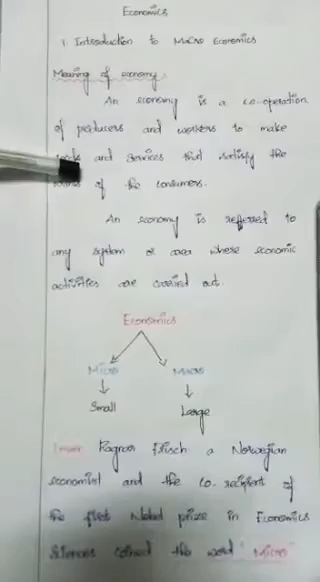 Economics
1. Introduction to Macro Economics
Meaning of economy:
An economy is a co-operation
of producers and workers to make
and services that satisfy the
of the consumers.
An economy is referred to
any system or area where economic
activities are carried out.
Economics
Micro Macro
Small Large
Ragnar Frisch a Norwegian
economist and the co-recipient of
the first Nobel prize in Economics
Sciences coined the word "Micro"